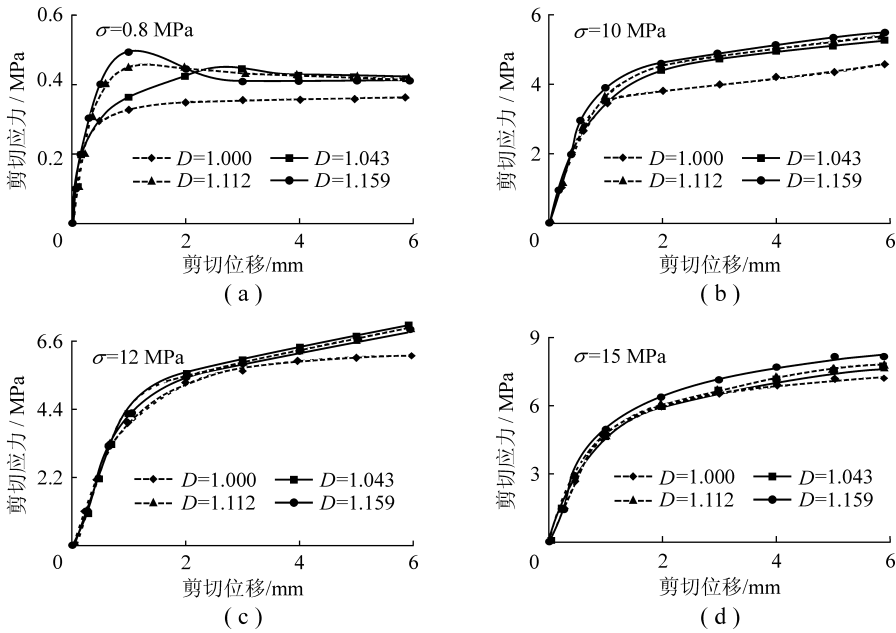 σ=0.8 MPa
剪切应力 / MPa
0.6
0.4
0.2
0
2
4
6
D=1.000
D=1.043
D=1.112
D=1.159
剪切位移/mm
( a )
σ=10 MPa
剪切应力 / MPa
6
4
2
0
2
4
6
D=1.000
D=1.043
D=1.112
D=1.159
剪切位移/mm
( b )
σ=12 MPa
剪切应力 / MPa
6.6
4.4
2.2
0
2
4
6
D=1.000
D=1.043
D=1.112
D=1.159
剪切位移/mm
( c )
σ=15 MPa
剪切应力 / MPa
9
6
3
0
2
4
6
D=1.000
D=1.043
D=1.112
D=1.159
剪切位移/mm
( d )